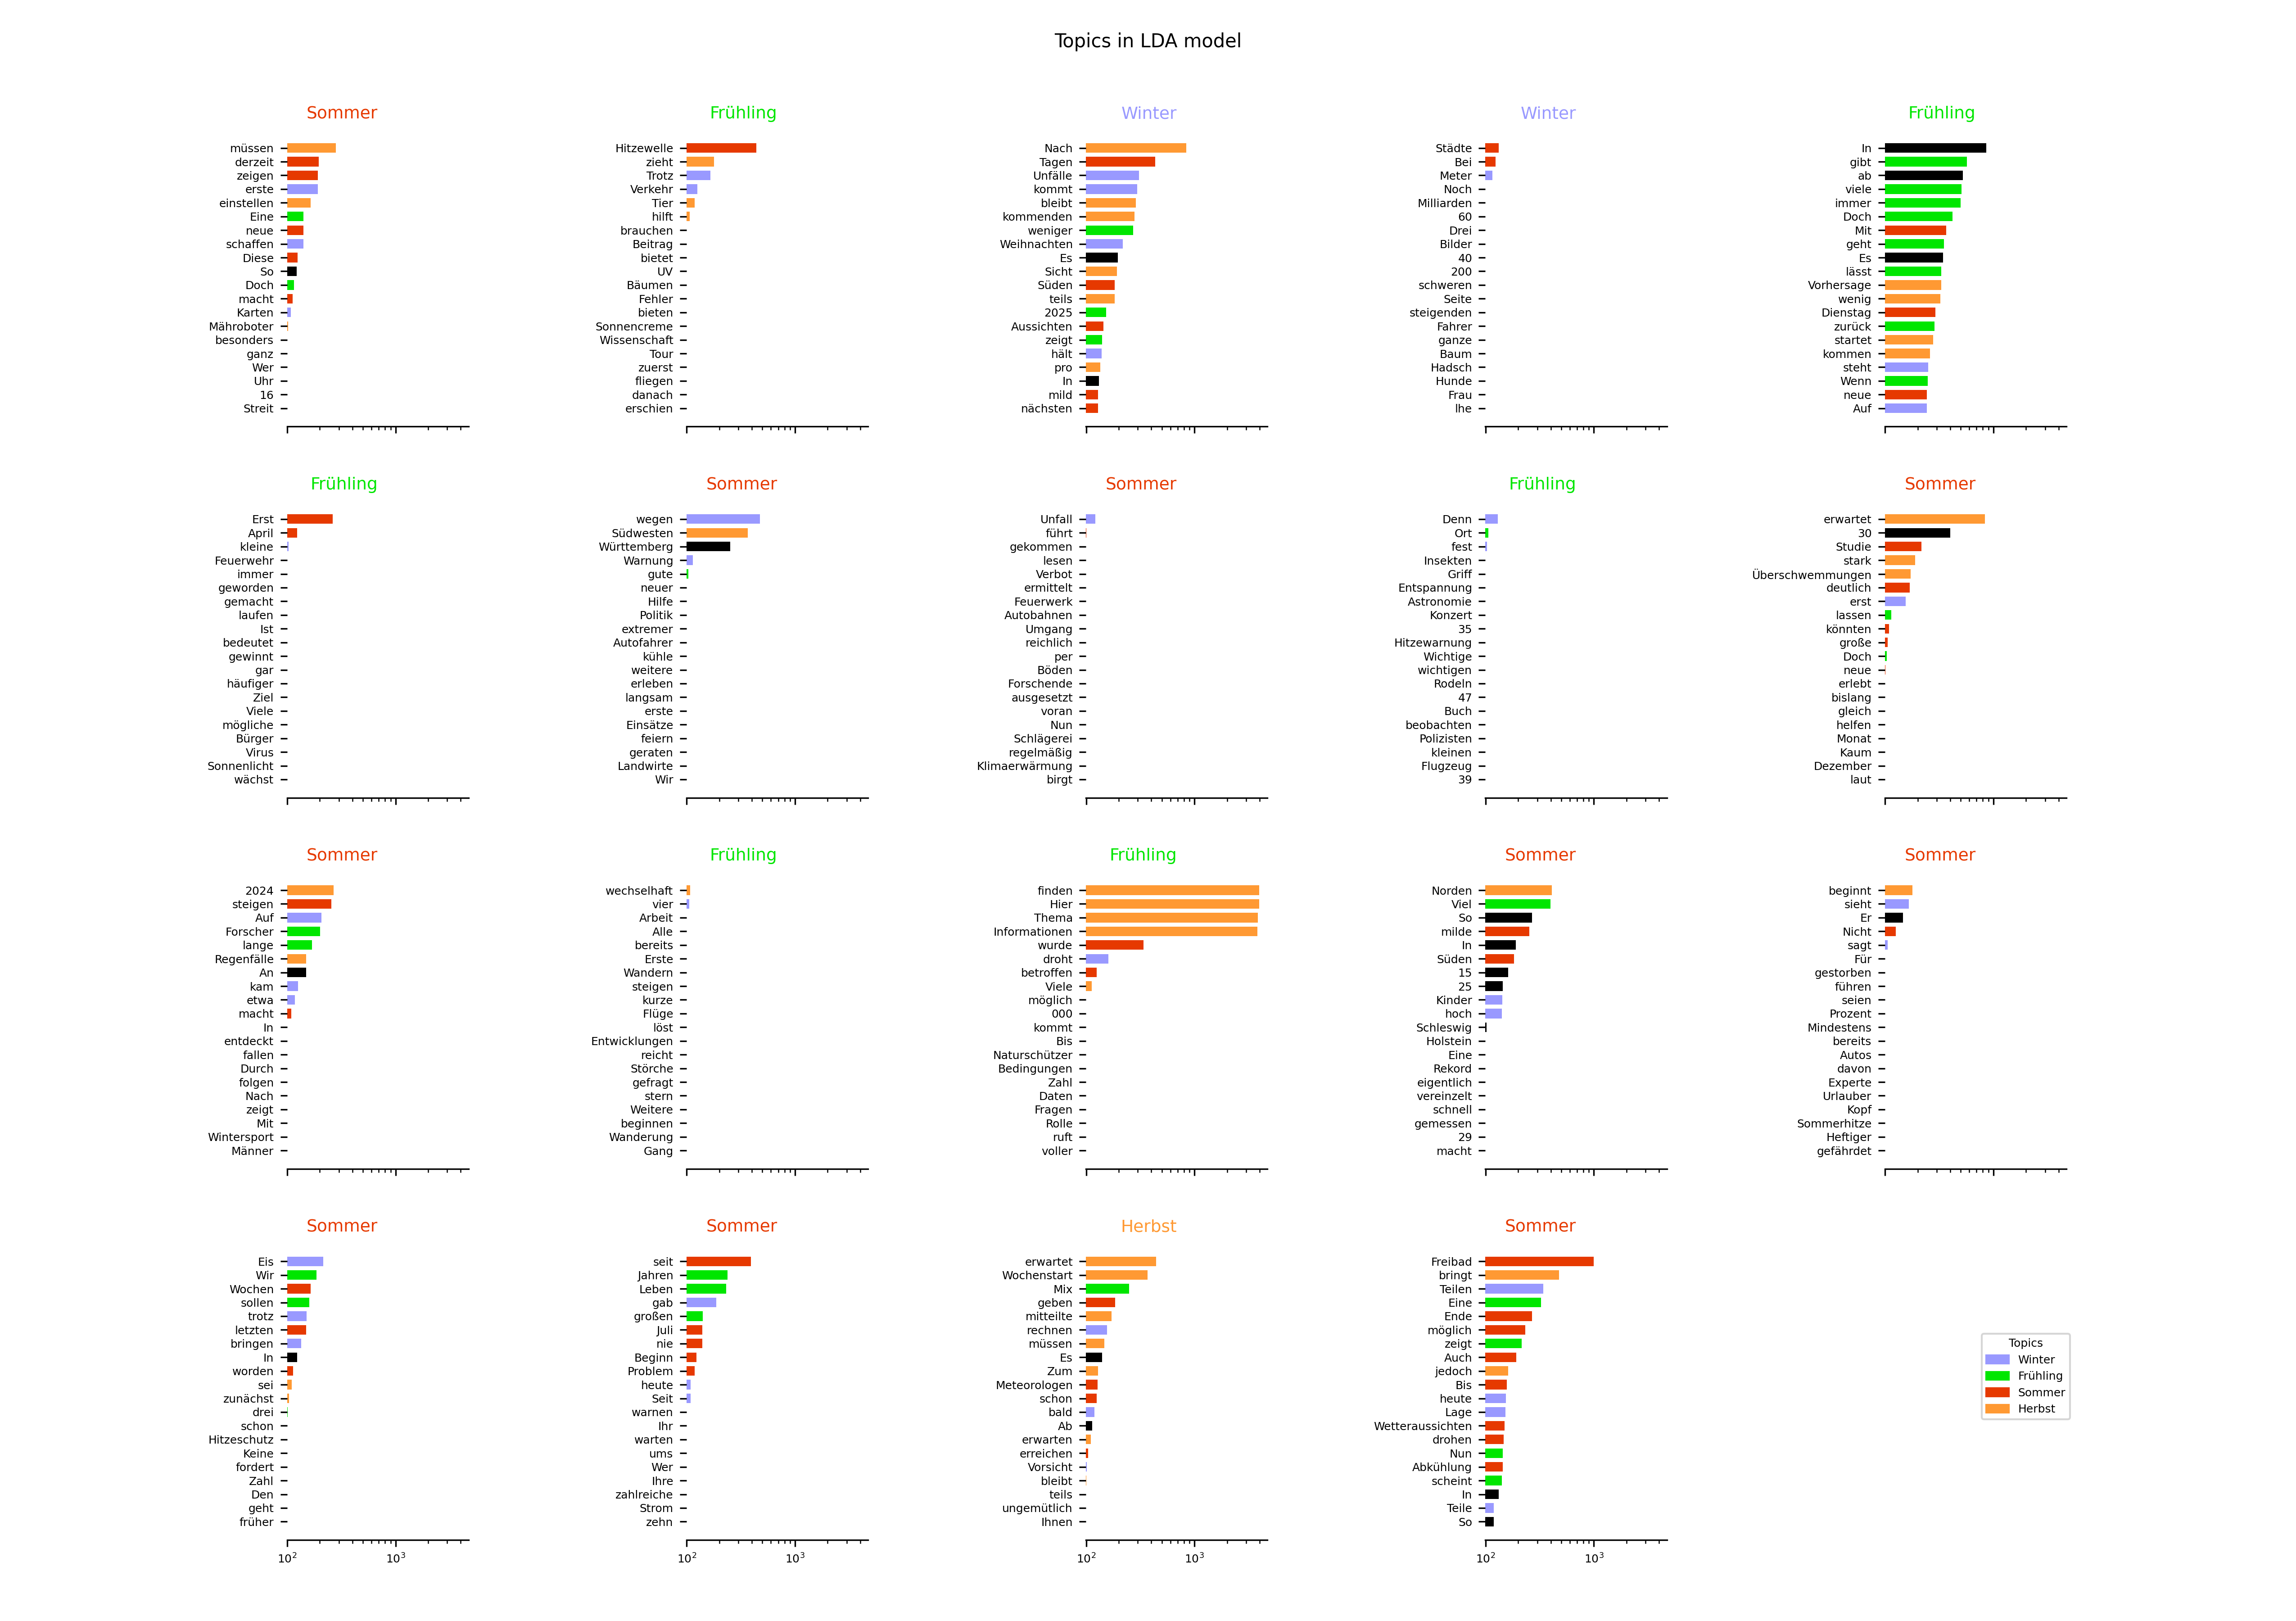 Topics in LDA model
Sommer
müssen
derzeit
zeigen
erste
einstellen
Eine
neue
schaffen
Diese
So
Doch
macht
Karten
Mähroboter
besonders
ganz
Wer
Uhr
16
Streit
Frühling
Hitzewelle
zieht
Trotz
Verkehr
Tier
hilft
brauchen
Beitrag
bietet
UV
Bäumen
Fehler
bieten
Sonnencreme
Wissenschaft
Tour
zuerst
fliegen
danach
erschien
Winter
Nach
Tagen
Unfälle
kommt
bleibt
kommenden
weniger
Weihnachten
Es
Sicht
Süden
teils
2025
Aussichten
zeigt
hält
pro
In
mild
nächsten
Winter
Städte
Bei
Meter
Noch
Milliarden
60
Drei
Bilder
40
200
schweren
Seite
steigenden
Fahrer
ganze
Baum
Hadsch
Hunde
Frau
Ihe
Frühling
In
gibt
ab
viele
immer
Doch
Mit
geht
Es
lässt
Vorhersage
wenig
Dienstag
zurück
startet
kommen
steht
Wenn
neue
Auf
Frühling
Erst
April
kleine
Feuerwehr
immer
geworden
gemacht
laufen
Ist
bedeutet
gewinnt
gar
häufiger
Ziel
Viele
mögliche
Bürger
Virus
Sonnenlicht
wächst
Sommer
wegen
Südwesten
Württemberg
Warnung
gute
neuer
Hilfe
Politik
extremer
Autofahrer
kühle
weitere
erleben
langsam
erste
Einsätze
feiern
geraten
Landwirte
Wir
Sommer
Unfall
führt
gekommen
lesen
Verbot
ermittelt
Feuerwerk
Autobahnen
Umgang
reichlich
per
Böden
Forschende
ausgesetzt
voran
Nun
Schlägerei
regelmäßig
Klimaerwärmung
birgt
Frühling
Denn
Ort
fest
Insekten
Griff
Entspannung
Astronomie
Konzert
35
Hitzewarnung
Wichtige
wichtigen
Rodeln
47
Buch
beobachten
Polizisten
kleinen
Flugzeug
39
Sommer
erwartet
30
Studie
stark
Überschwemmungen
deutlich
erst
lassen
könnten
große
Doch
neue
erlebt
bislang
gleich
helfen
Monat
Kaum
Dezember
laut
Sommer
2024
steigen
Auf
Forscher
lange
Regenfälle
An
kam
etwa
macht
In
entdeckt
fallen
Durch
folgen
Nach
zeigt
Mit
Wintersport
Männer
Frühling
wechselhaft
vier
Arbeit
Alle
bereits
Erste
Wandern
steigen
kurze
Flüge
löst
Entwicklungen
reicht
Störche
gefragt
stern
Weitere
beginnen
Wanderung
Gang
Frühling
finden
Hier
Thema
Informationen
wurde
droht
betroffen
Viele
möglich
000
kommt
Bis
Naturschützer
Bedingungen
Zahl
Daten
Fragen
Rolle
ruft
voller
Sommer
Norden
Viel
So
milde
In
Süden
15
25
Kinder
hoch
Schleswig
Holstein
Eine
Rekord
eigentlich
vereinzelt
schnell
gemessen
29
macht
Sommer
beginnt
sieht
Er
Nicht
sagt
Für
gestorben
führen
seien
Prozent
Mindestens
bereits
Autos
davon
Experte
Urlauber
Kopf
Sommerhitze
Heftiger
gefährdet
Sommer
Eis
Wir
Wochen
sollen
trotz
letzten
bringen
In
worden
sei
zunächst
drei
schon
Hitzeschutz
Keine
fordert
Zahl
Den
geht
früher
10² 10³
Sommer
seit
Jahren
Leben
gab
großen
Juli
nie
Beginn
Problem
heute
Seit
warnen
Ihr
warten
ums
Wer
Ihre
zahlreiche
Strom
zehn
10² 10³
Herbst
erwartet
Wochenstart
Mix
geben
mitteilte
rechnen
müssen
Es
Zum
Meteorologen
schon
bald
Ab
erwarten
erreichen
Vorsicht
bleibt
teils
ungemütlich
Ihnen
10² 10³
Sommer
Freibad
bringt
Teilen
Eine
Ende
möglich
zeigt
Auch
jedoch
Bis
heute
Lage
Wetteraussichten
drohen
Nun
Abkühlung
scheint
In
Teile
So
10² 10³
Topics
Winter
Frühling
Sommer
Herbst